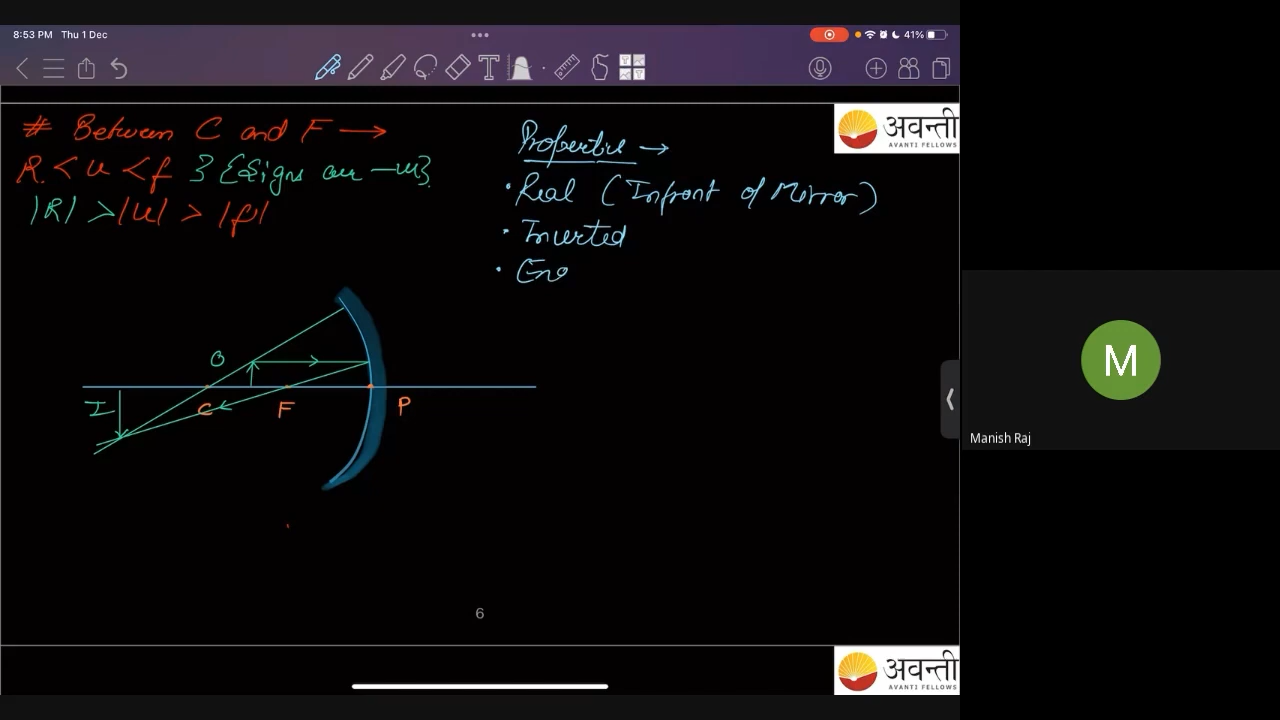 8:53 PM Thu 1 Dec
41%
# Between C and F →
R < u < f } {Signs are -ve}
|R| > |u| > |f|
Properties →
• Real (Infront of Mirror)
• Inverted
• En
अवन्ती
AVANTI FELLOWS
O
I
C
F
P
M
Manish Raj
6
अवन्ती
AVANTI FELLOWS